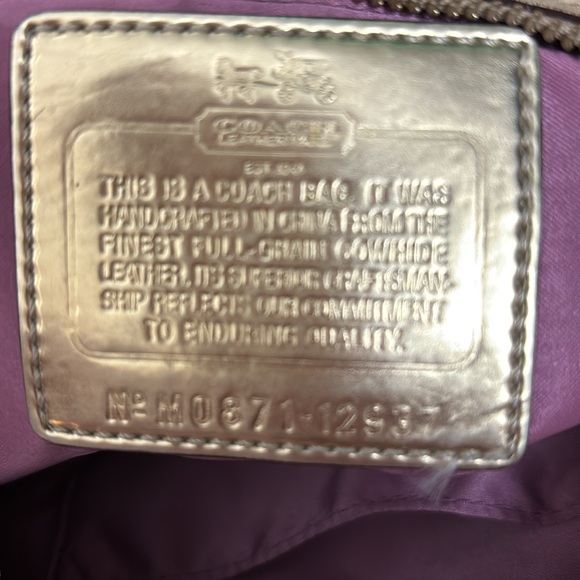 COACH
LEATHERWARE
EST. 1941
THIS IS A COACH BAG. IT WAS
HANDCRAFTED IN CHINA FROM THE
FINEST FULL-GRAIN COWHIDE
LEATHER. ITS SUPERIOR CRAFTSMAN-
SHIP REFLECTS OUR COMMITMENT
TO ENDURING QUALITY.
Nº M0871-12937